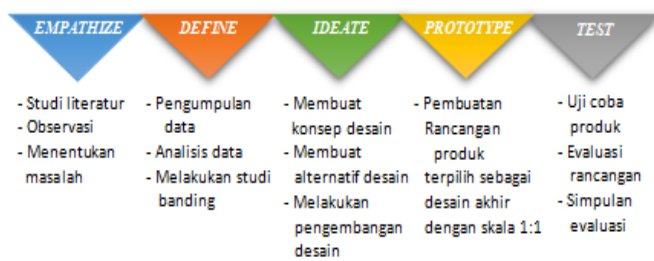 EMPATHIZE
- Studi literatur
- Observasi
- Menentukan
masalah
DEFINE
- Pengumpulan
data
- Analisis data
- Melakukan studi
banding
IDEATE
- Membuat
konsep desain
- Membuat
alternatif desain
- Melakukan
pengembangan
desain
PROTOTYPE
- Pembuatan
Rancangan
produk
terpilih sebagai
desain akhir
dengan skala 1:1
TEST
- Uji coba
produk
- Evaluasi
rancangan
- Simpulan
evaluasi